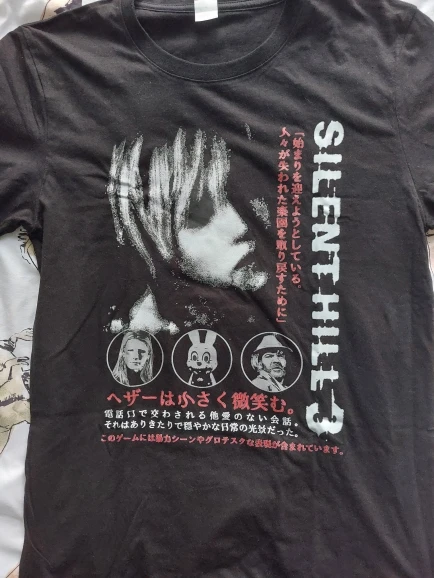 SILENT HILL 3
「始まりを迎えようとしている。
人々が失われた楽園を取り戻すために」
ヘザーは小さく微笑む。
電話口で交わされる他愛のない会話。
それはありきたりで穏やかな日常の光景だった。
このゲームには暴力シーンやグロテスクな表現が含まれています。